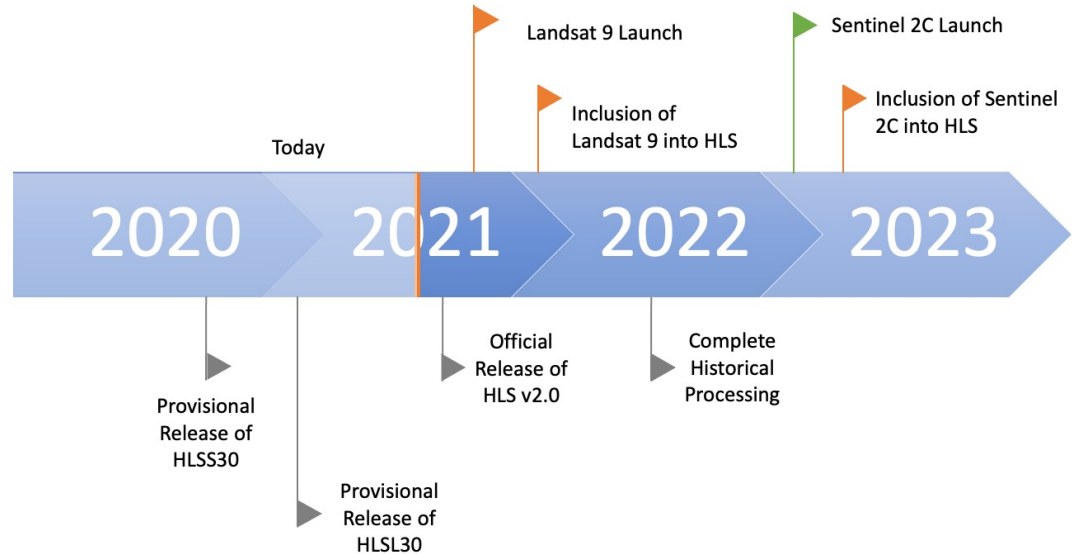 Landsat 9 Launch
Sentinel 2C Launch
Inclusion of
Landsat 9 into HLS
Inclusion of Sentinel
2C into HLS
Today
2020
2021
2022
2023
Provisional
Release of
HLSS30
Provisional
Release of
HLSL30
Official
Release of
HLS v2.0
Complete
Historical
Processing